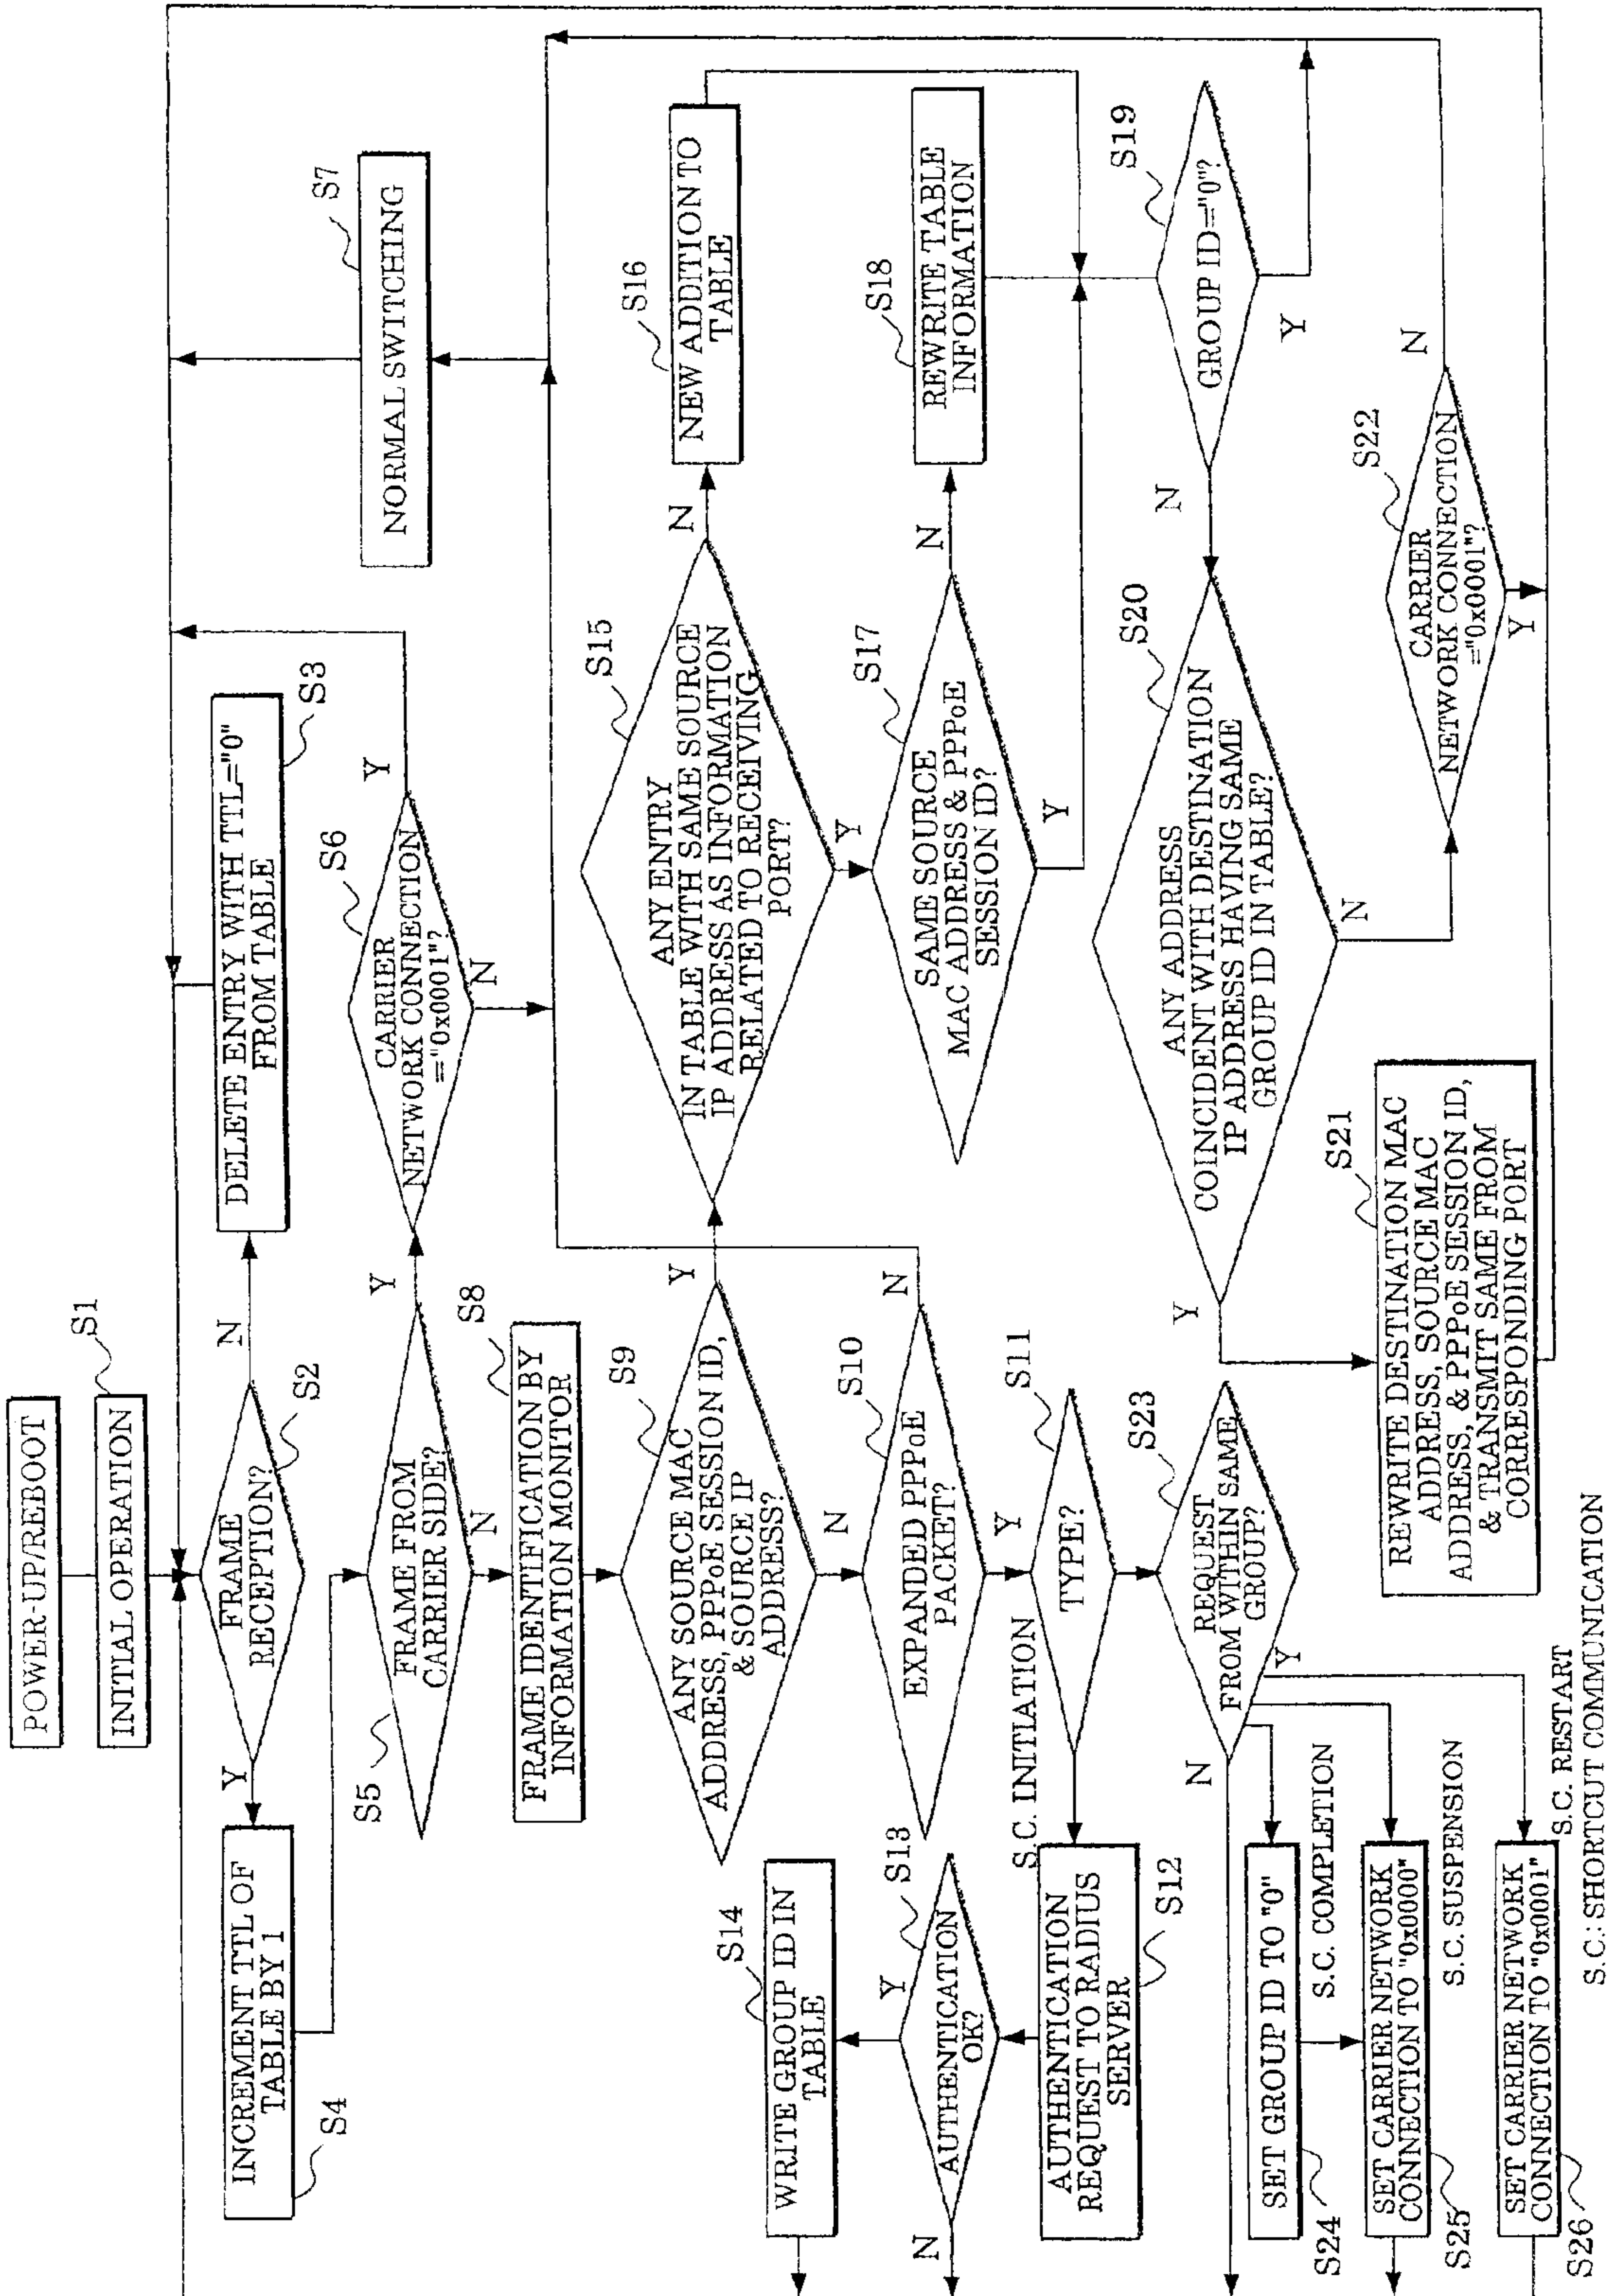 POWER-UP/REBOOT
INITIAL OPERATION
S1
FRAME
RECEPTION?
S2
Y
N
DELETE ENTRY WITH TTL="0"
FROM TABLE
S3
INCREMENT TTL OF
TABLE BY 1
S4
FRAME FROM
CARRIER SIDE?
S5
Y
N
CARRIER
NETWORK CONNECTION
="0x0001"?
S6
Y
N
NORMAL SWITCHING
S7
FRAME IDENTIFICATION BY
INFORMATION MONITOR
S8
ANY SOURCE MAC
ADDRESS, PPPoE SESSION ID,
& SOURCE IP
ADDRESS?
S9
Y
N
EXPANDED PPPoE
PACKET?
S10
N
Y
TYPE?
S11
S.C. INITIATION
AUTHENTICATION
REQUEST TO RADIUS
SERVER
S12
AUTHENTICATION
OK?
S13
Y
N
WRITE GROUP ID IN
TABLE
S14
ANY ENTRY
IN TABLE WITH SAME SOURCE
IP ADDRESS AS INFORMATION
RELATED TO RECEIVING
PORT?
S15
N
Y
NEW ADDITION TO
TABLE
S16
SAME SOURCE
MAC ADDRESS & PPPoE
SESSION ID?
S17
N
Y
REWRITE TABLE
INFORMATION
S18
GROUP ID="0"?
S19
N
Y
ANY ADDRESS
COINCIDENT WITH DESTINATION
IP ADDRESS HAVING SAME
GROUP ID IN TABLE?
S20
Y
N
REWRITE DESTINATION MAC
ADDRESS, SOURCE MAC
ADDRESS, & PPPoE SESSION ID,
& TRANSMIT SAME FROM
CORRESPONDING PORT
S21
CARRIER
NETWORK CONNECTION
="0x0001"?
S22
N
Y
REQUEST
FROM WITHIN SAME
GROUP?
S23
N
Y
SET GROUP ID TO "0"
S24
S.C. COMPLETION
SET CARRIER NETWORK
CONNECTION TO "0x0000"
S25
S.C. SUSPENSION
SET CARRIER NETWORK
CONNECTION TO "0x0001"
S26
S.C. RESTART
S.C.: SHORTCUT COMMUNICATION